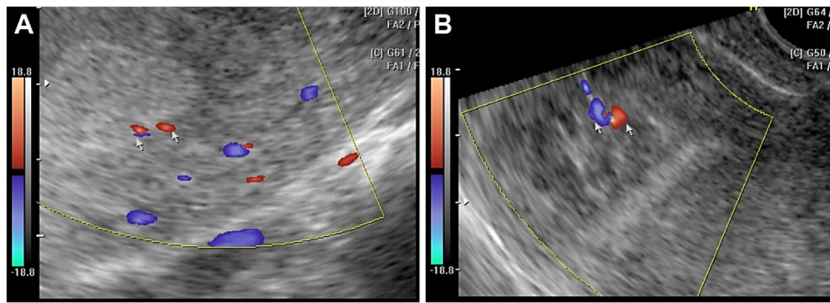 A
[2D] G100 /
FA2 / P
[C] G61 / 2
FA1 / F
18.8
-18.8
B
[2D] G64 /
FA2 /
[C] G50 /
FA1 /
18.8
-18.8